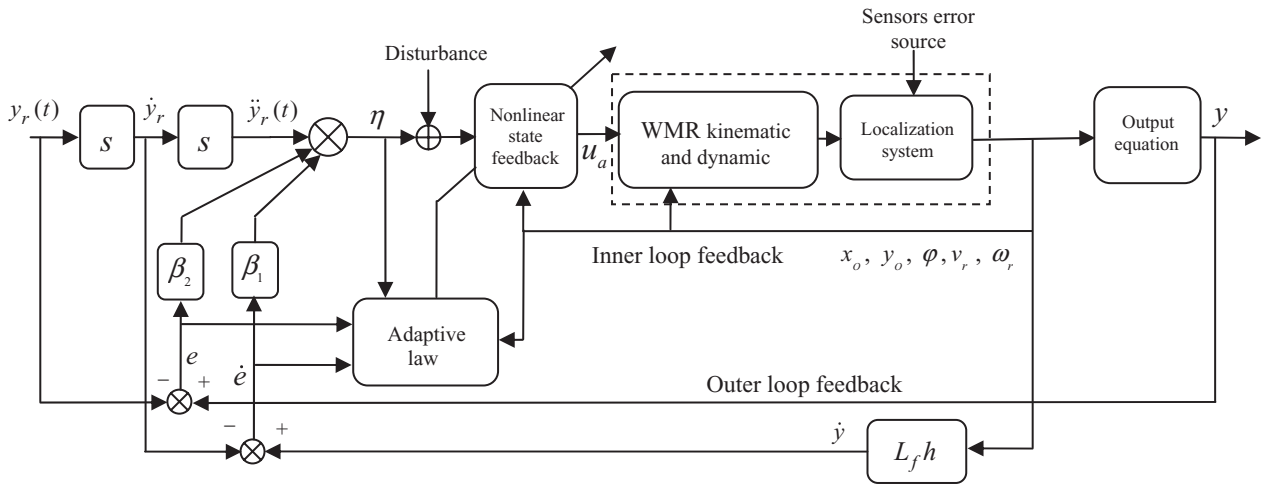 Sensors error
source
Disturbance
y_r(t)
s
ẏ_r
s
ÿ_r(t)
η
Nonlinear
state
feedback
u_a
WMR kinematic
and dynamic
Localization
system
Output
equation
y
Inner loop feedback
x_o, y_o, φ, v_r, ω_r
β_2
β_1
Adaptive
law
e
ė
− +
Outer loop feedback
− +
ẏ
L_f h